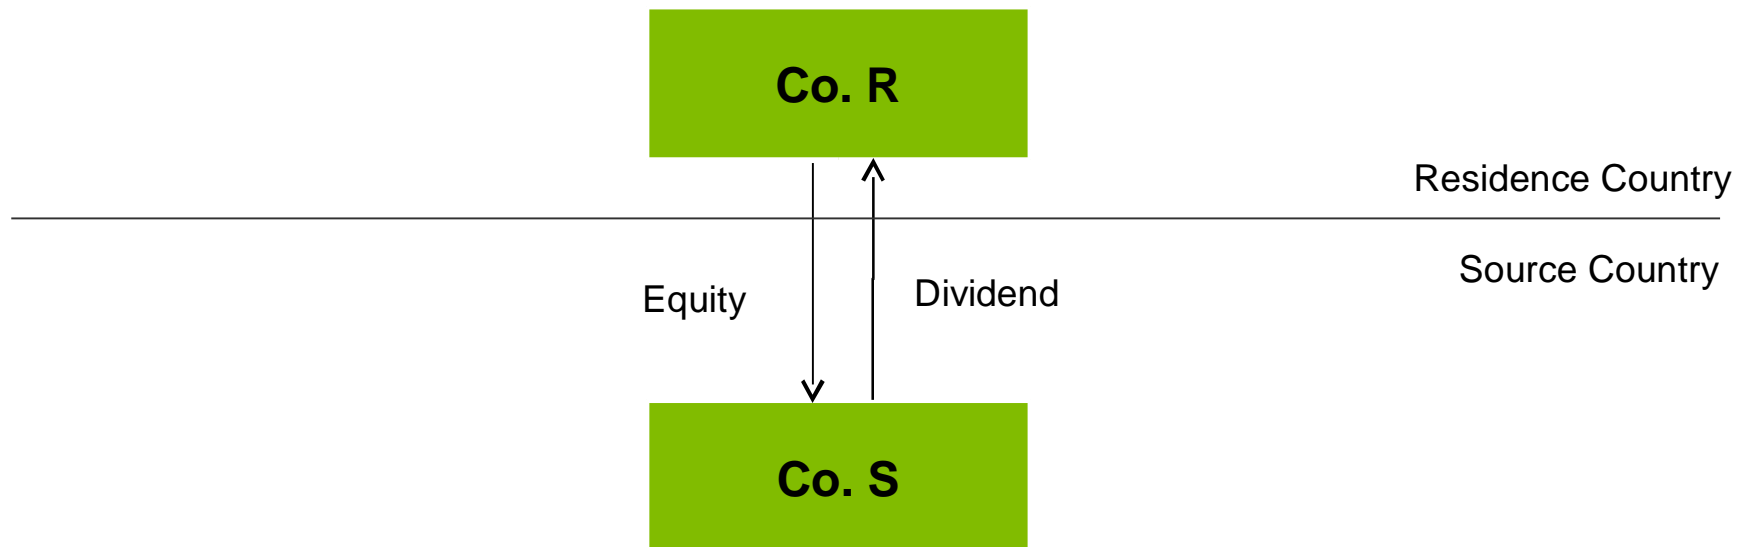 Co. R
Residence Country
Source Country
Equity
Dividend
Co. S